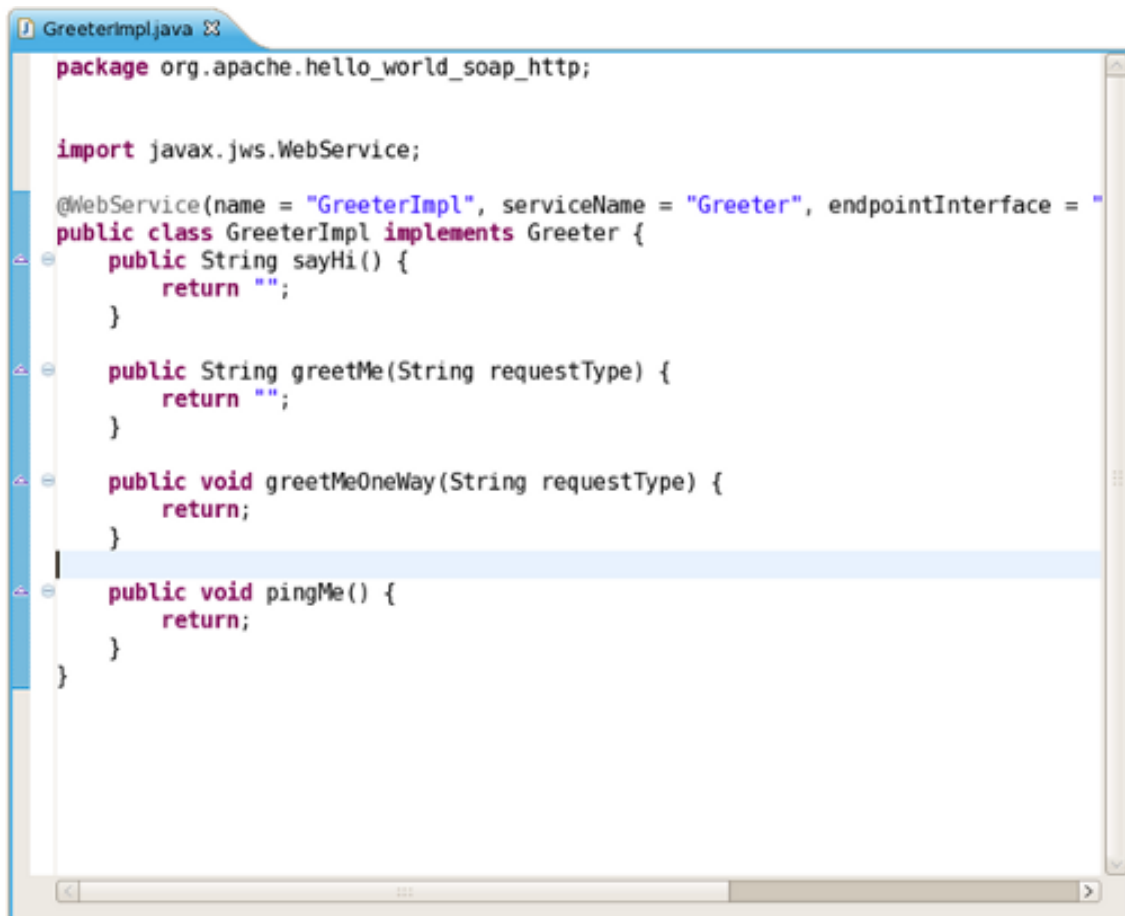 GreeterImpl.java
package org.apache.hello_world_soap_http;
import javax.jws.WebService;
@WebService(name = "GreeterImpl", serviceName = "Greeter", endpointInterface = "
public class GreeterImpl implements Greeter {
    public String sayHi() {
        return "";
    }
    public String greetMe(String requestType) {
        return "";
    }
    public void greetMeOneWay(String requestType) {
        return;
    }
    public void pingMe() {
        return;
    }
}